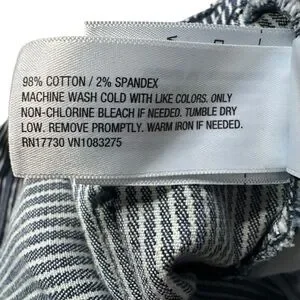 98% COTTON / 2% SPANDEX
MACHINE WASH COLD WITH LIKE COLORS. ONLY
NON-CHLORINE BLEACH IF NEEDED. TUMBLE DRY
LOW. REMOVE PROMPTLY. WARM IRON IF NEEDED.
RN17730 VN1083275